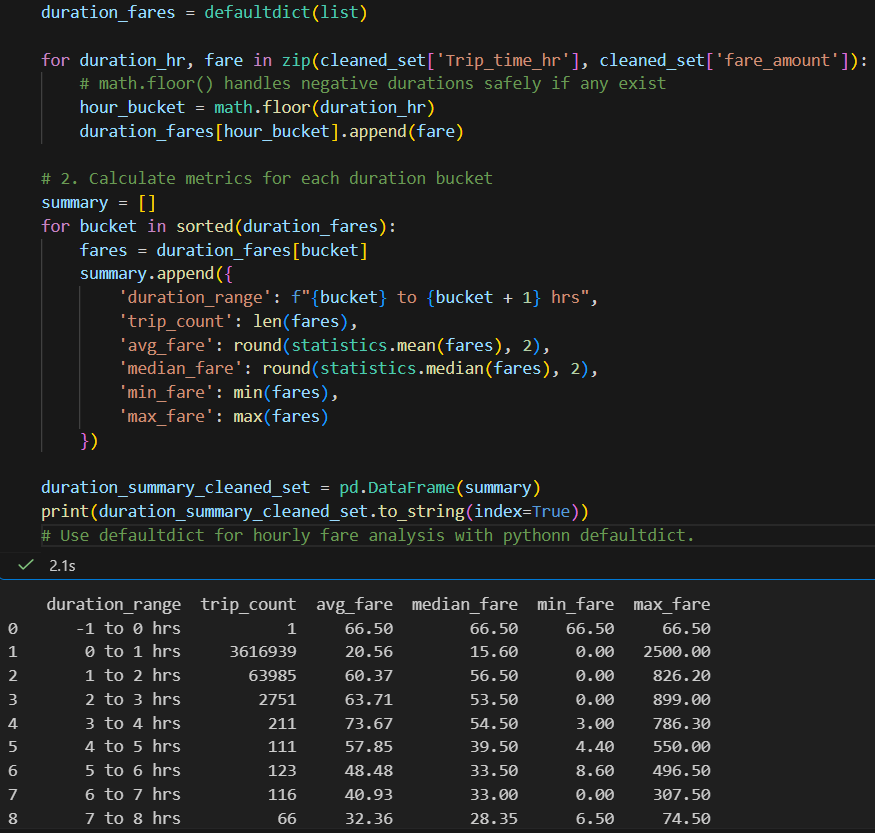 duration_fares = defaultdict(list)
for duration_hr, fare in zip(cleaned_set['Trip_time_hr'], cleaned_set['fare_amount']):
    # math.floor() handles negative durations safely if any exist
    hour_bucket = math.floor(duration_hr)
    duration_fares[hour_bucket].append(fare)
# 2. Calculate metrics for each duration bucket
summary = []
for bucket in sorted(duration_fares):
    fares = duration_fares[bucket]
    summary.append({
        'duration_range': f"{bucket} to {bucket + 1} hrs",
        'trip_count': len(fares),
        'avg_fare': round(statistics.mean(fares), 2),
        'median_fare': round(statistics.median(fares), 2),
        'min_fare': min(fares),
        'max_fare': max(fares)
    })
duration_summary_cleaned_set = pd.DataFrame(summary)
print(duration_summary_cleaned_set.to_string(index=True))
# Use defaultdict for hourly fare analysis with pythonn defaultdict.
2.1s
duration_range trip_count avg_fare median_fare min_fare max_fare
0 -1 to 0 hrs 1 66.50 66.50 66.50 66.50
1 0 to 1 hrs 3616939 20.56 15.60 0.00 2500.00
2 1 to 2 hrs 63985 60.37 56.50 0.00 826.20
3 2 to 3 hrs 2751 63.71 53.50 0.00 899.00
4 3 to 4 hrs 211 73.67 54.50 3.00 786.30
5 4 to 5 hrs 111 57.85 39.50 4.40 550.00
6 5 to 6 hrs 123 48.48 33.50 8.60 496.50
7 6 to 7 hrs 116 40.93 33.00 0.00 307.50
8 7 to 8 hrs 66 32.36 28.35 6.50 74.50